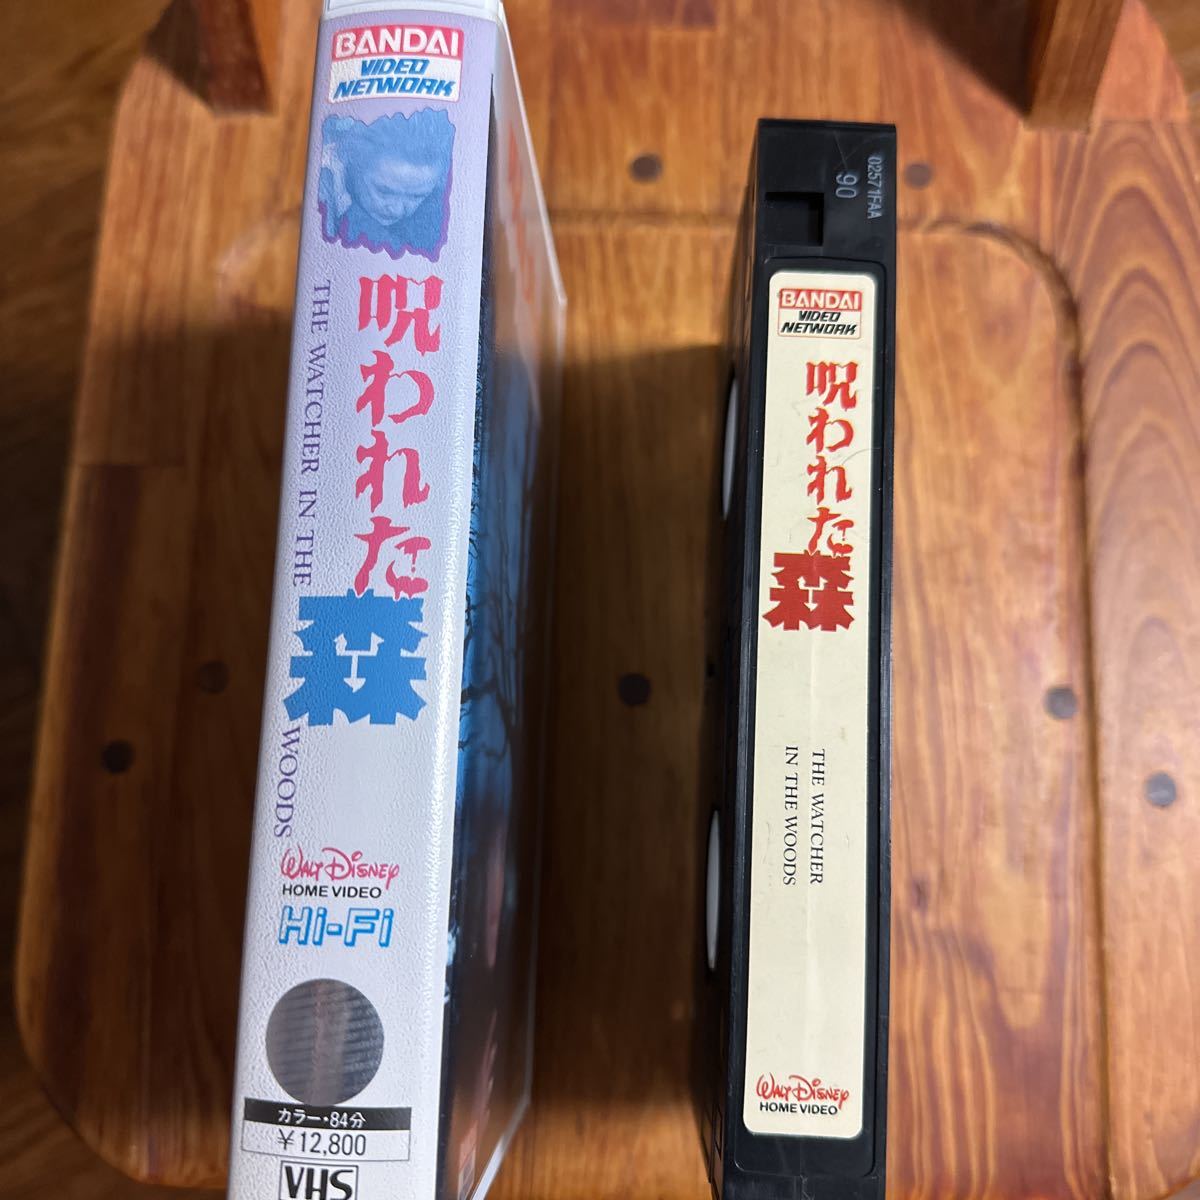 BANDAI
VIDEO
NETWORK
呪われた森
THE WATCHER IN THE WOODS
WALT DISNEY
HOME VIDEO
Hi-Fi
カラー・84分
¥12,800
VHS
02571FAA
90
BANDAI
VIDEO
NETWORK
呪われた森
THE WATCHER
IN THE WOODS
WALT DISNEY
HOME VIDEO